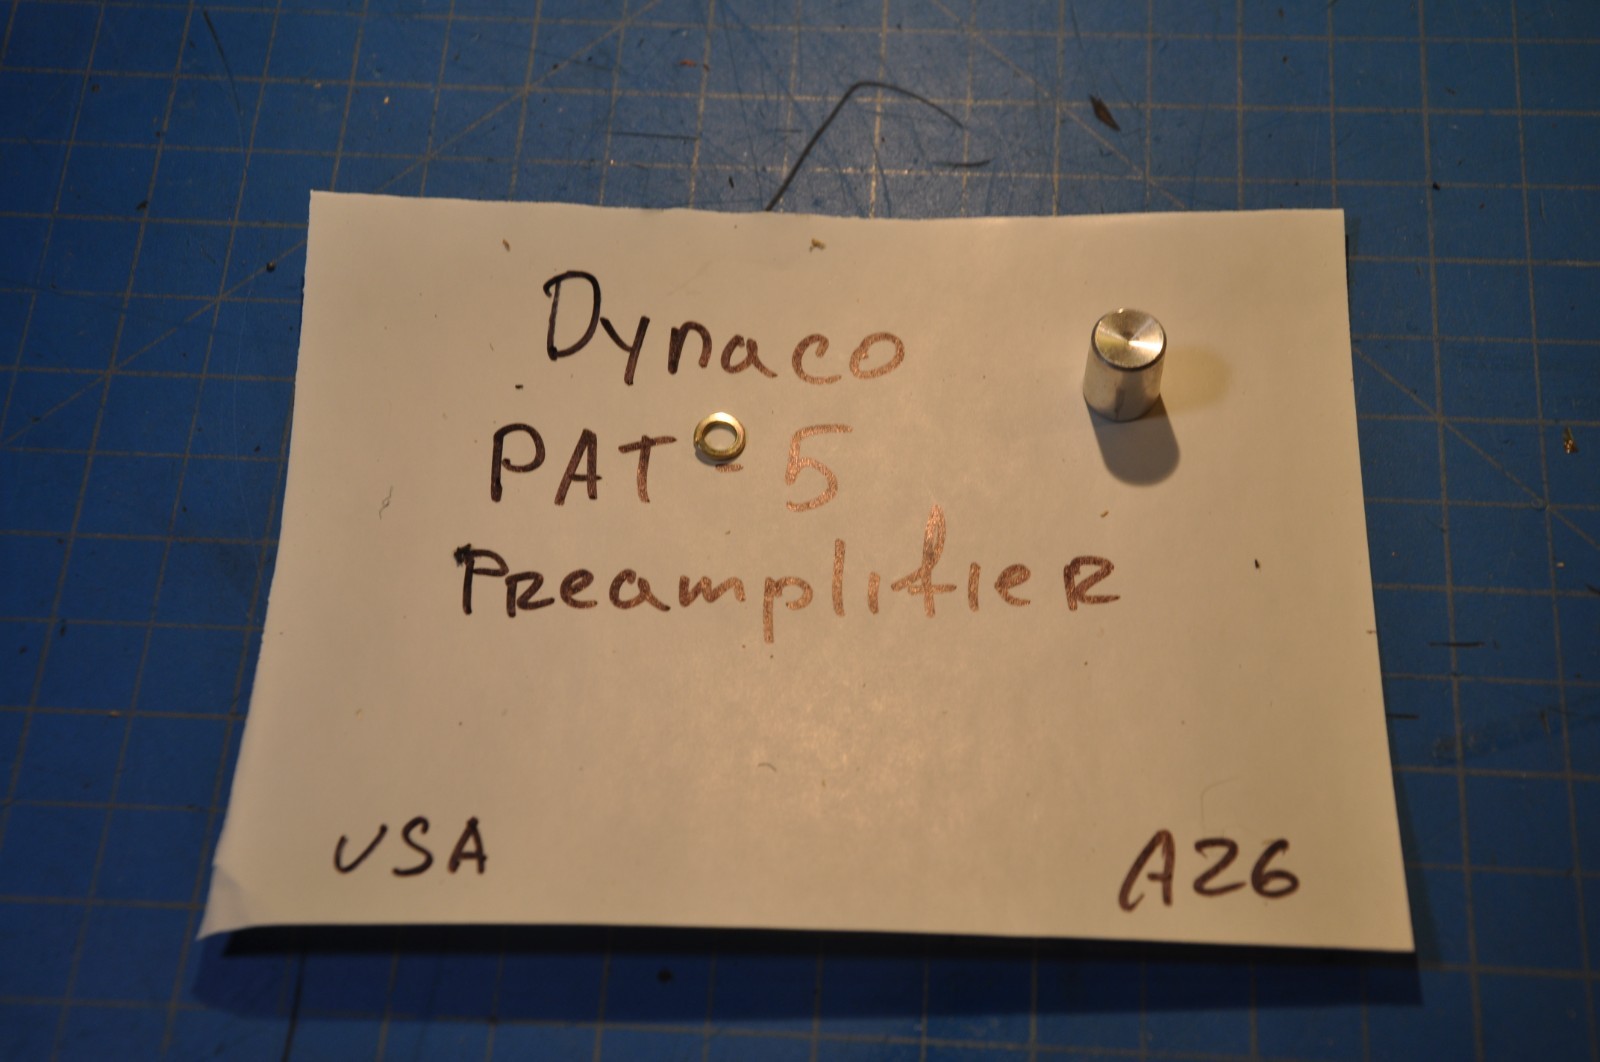 Dynaco
PAT-5
Preamplifier
USA
A26